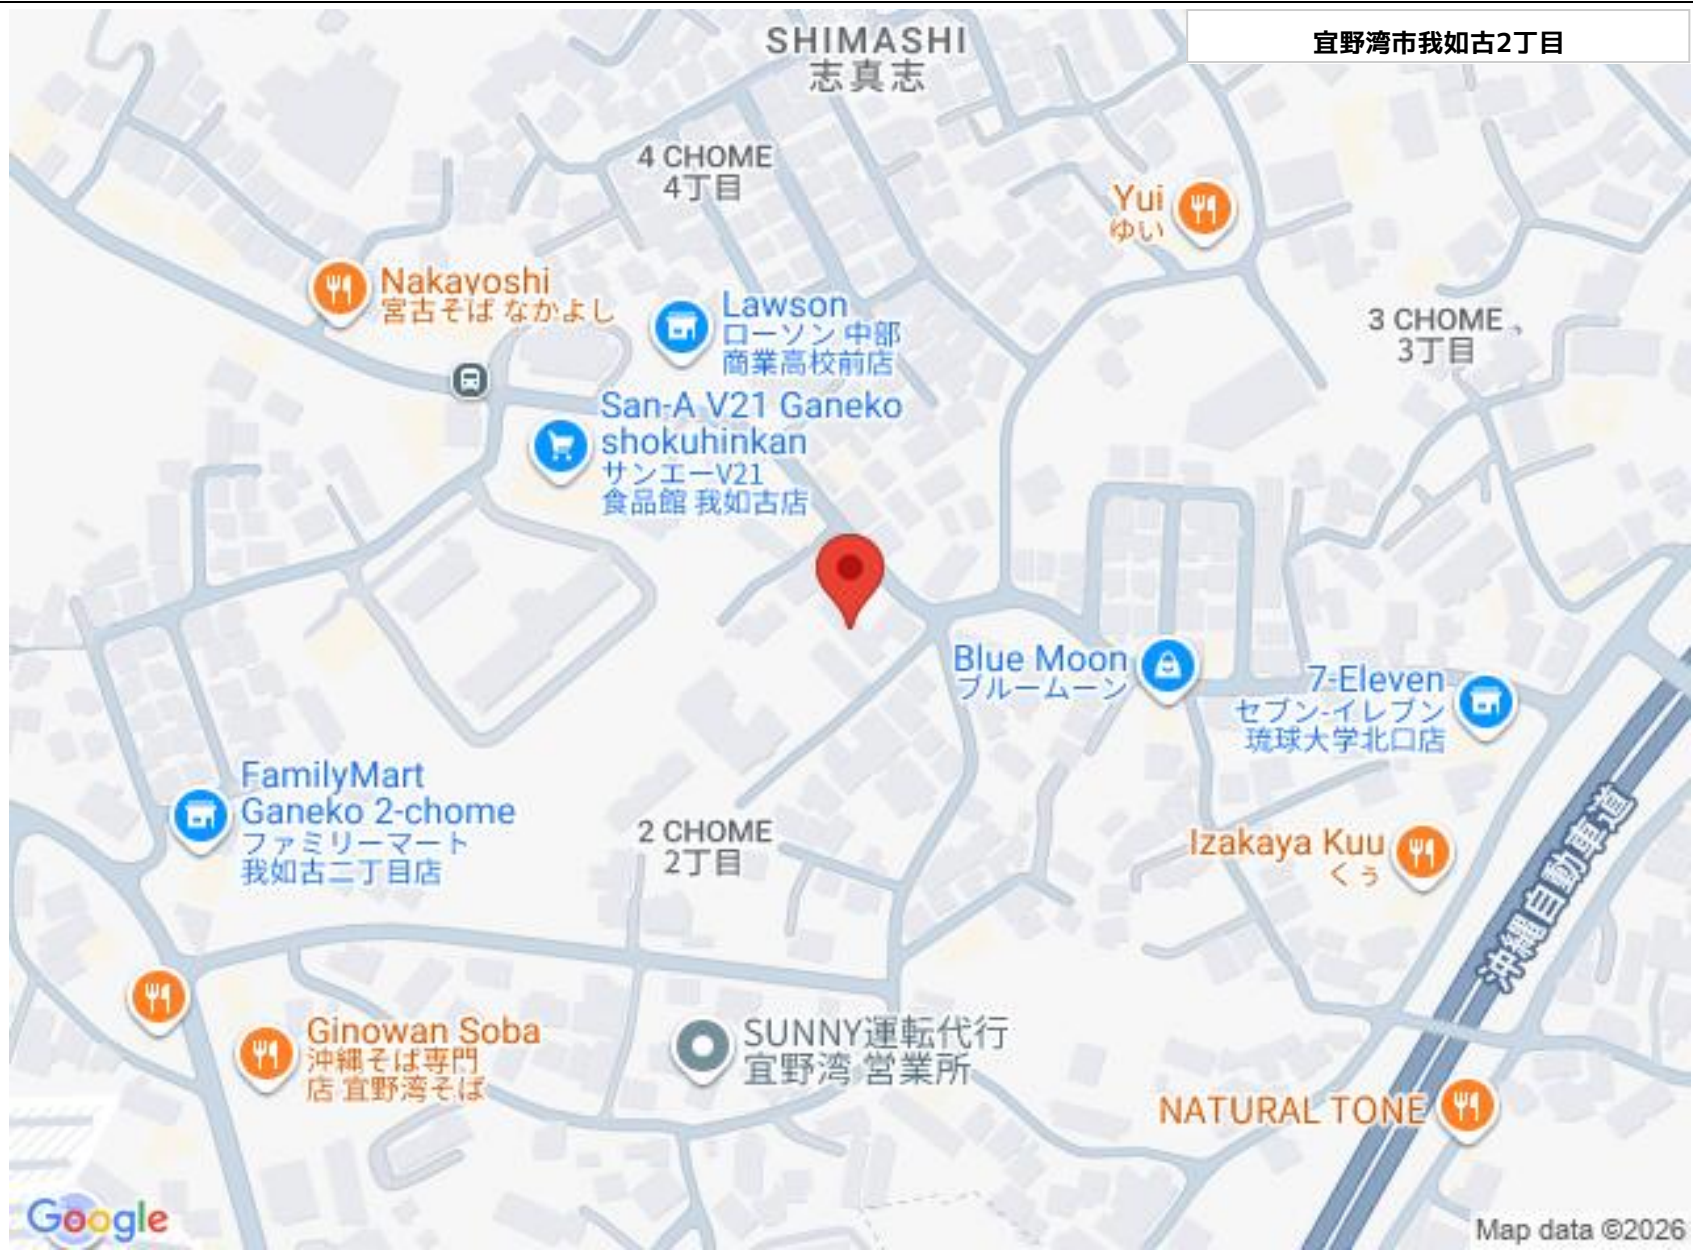 宜野湾市我如古2丁目
SHIMASHI
志真志
4 CHOME
4丁目
Yui
ゆい
Nakayoshi
宮古そば なかよし
Lawson
ローソン 中部
商業高校前店
3 CHOME
3丁目
San-A V21 Ganeko
shokuhinkan
サンエーV21
食品館 我如古店
Blue Moon
ブルームーン
7-Eleven
セブン-イレブン
琉球大学北口店
FamilyMart
Ganeko 2-chome
ファミリーマート
我如古二丁目店
2 CHOME
2丁目
Izakaya Kuu
くぅ
沖縄自動車道
Ginowan Soba
沖縄そば専門
店 宜野湾そば
SUNNY運転代行
宜野湾 営業所
NATURAL TONE
Google
Map data ©2026